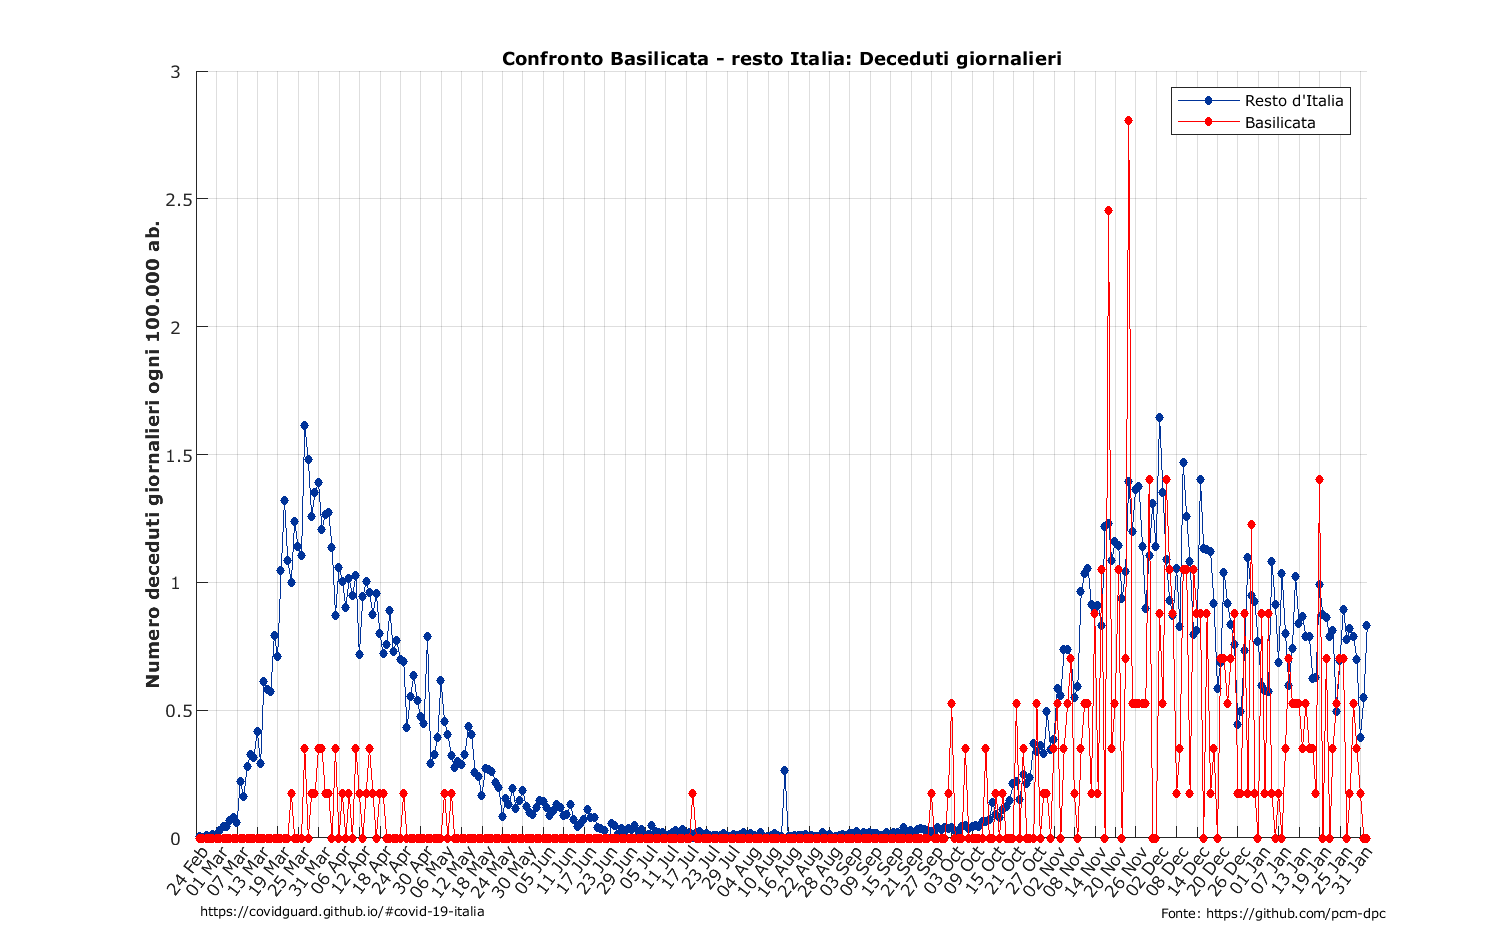 Confronto Basilicata - resto Italia: Deceduti giornalieri
Resto d'Italia
Basilicata
Numero deceduti giornalieri ogni 100.000 ab.
3
2.5
2
1.5
1
0.5
0
24 Feb
01 Mar
07 Mar
13 Mar
19 Mar
25 Mar
31 Mar
06 Apr
12 Apr
18 Apr
24 Apr
30 Apr
06 May
12 May
18 May
24 May
30 May
05 Jun
11 Jun
17 Jun
23 Jun
29 Jun
05 Jul
11 Jul
17 Jul
23 Jul
29 Jul
04 Aug
10 Aug
16 Aug
22 Aug
28 Aug
03 Sep
09 Sep
15 Sep
21 Sep
27 Sep
03 Oct
09 Oct
15 Oct
21 Oct
27 Oct
02 Nov
08 Nov
14 Nov
20 Nov
26 Nov
02 Dec
08 Dec
14 Dec
20 Dec
26 Dec
01 Jan
07 Jan
13 Jan
19 Jan
25 Jan
31 Jan
https://covidguard.github.io/#covid-19-italia
Fonte: https://github.com/pcm-dpc